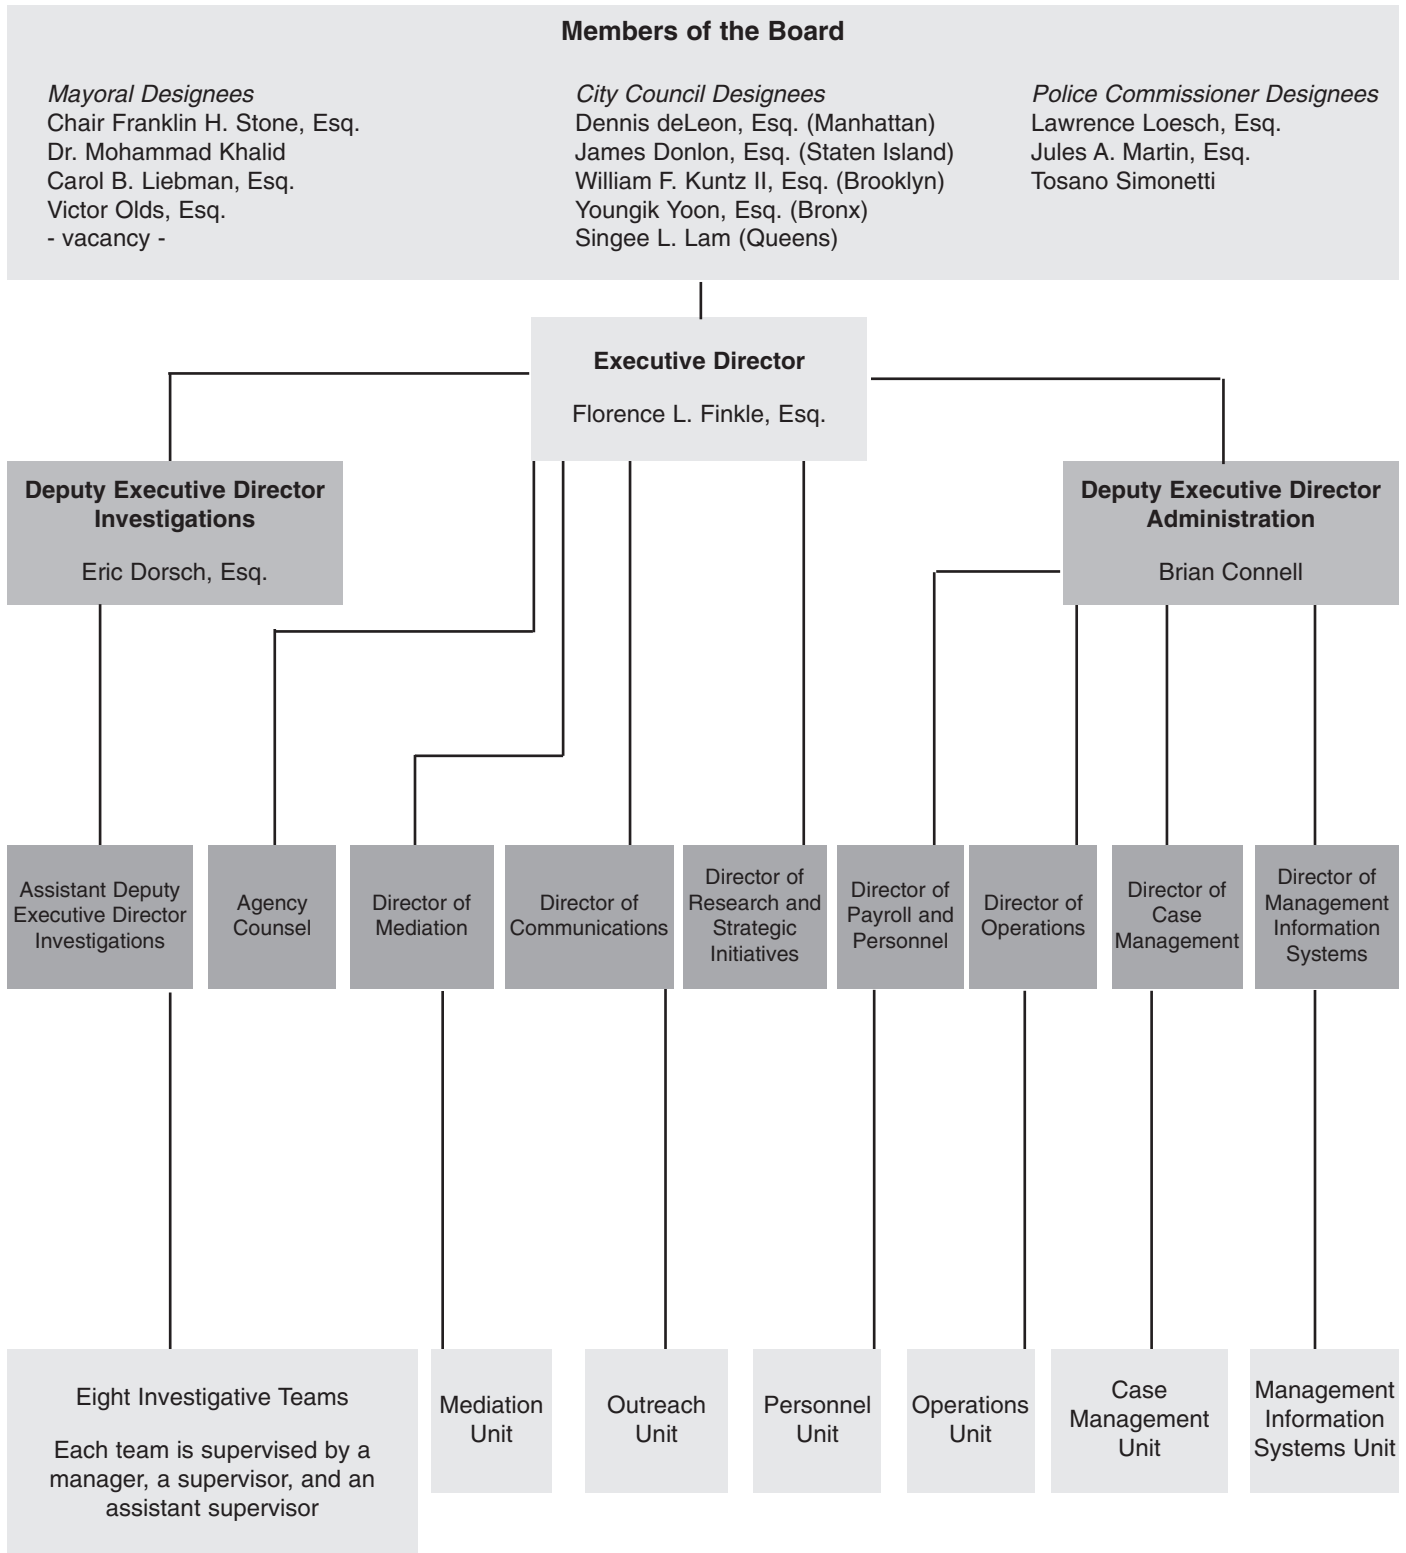 Members of the Board
Mayoral Designees
Chair Franklin H. Stone, Esq.
Dr. Mohammad Khalid
Carol B. Liebman, Esq.
Victor Olds, Esq.
- vacancy -
City Council Designees
Dennis deLeon, Esq. (Manhattan)
James Donlon, Esq. (Staten Island)
William F. Kuntz II, Esq. (Brooklyn)
Youngik Yoon, Esq. (Bronx)
Singee L. Lam (Queens)
Police Commissioner Designees
Lawrence Loesch, Esq.
Jules A. Martin, Esq.
Tosano Simonetti
Executive Director
Florence L. Finkle, Esq.
Deputy Executive Director
Investigations
Eric Dorsch, Esq.
Deputy Executive Director
Administration
Brian Connell
Assistant Deputy
Executive Director
Investigations
Agency
Counsel
Director of
Mediation
Director of
Communications
Director of
Research and
Strategic
Initiatives
Director of
Payroll and
Personnel
Director of
Operations
Director of
Case
Management
Director of
Management
Information
Systems
Eight Investigative Teams
Each team is supervised by a
manager, a supervisor, and an
assistant supervisor
Mediation
Unit
Outreach
Unit
Personnel
Unit
Operations
Unit
Case
Management
Unit
Management
Information
Systems Unit